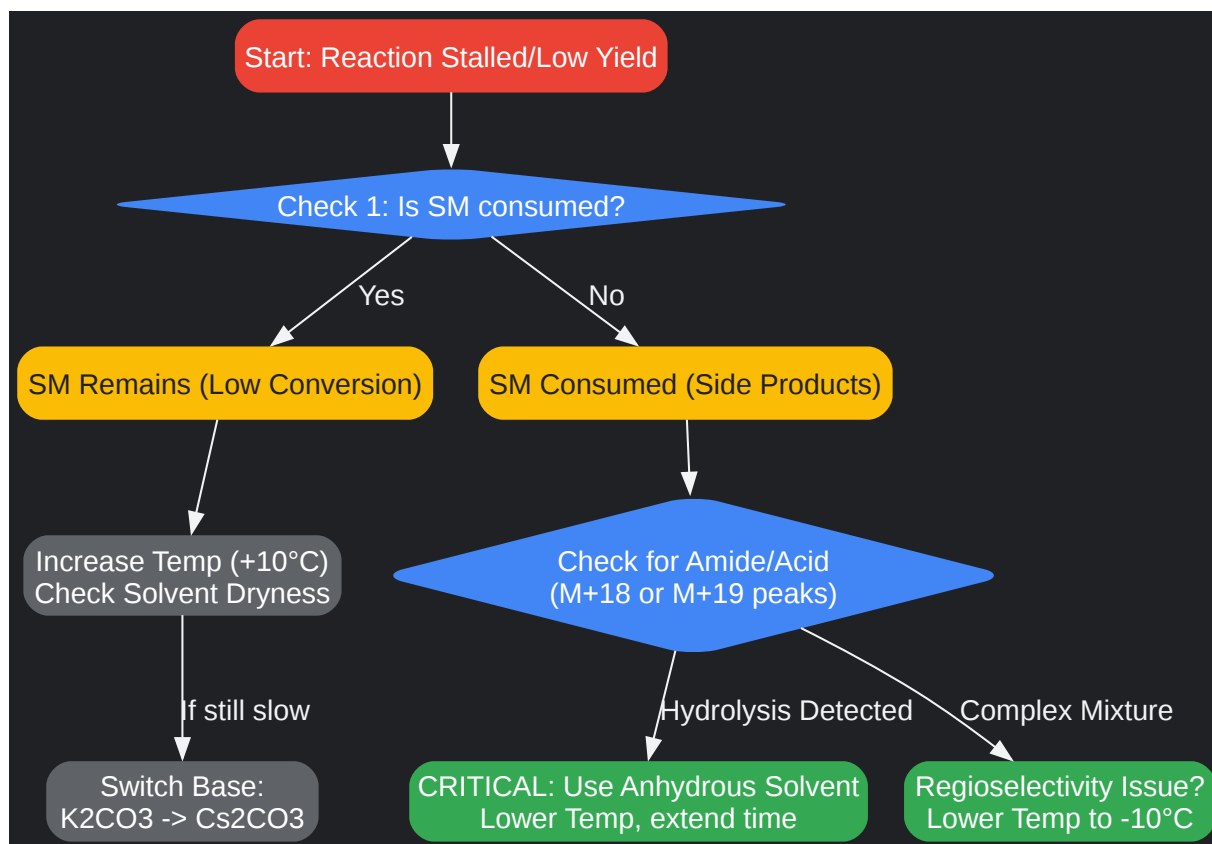 Start: Reaction Stalled/Low Yield
Check 1: Is SM consumed?
Yes
No
SM Remains (Low Conversion)
SM Consumed (Side Products)
Increase Temp (+10°C)
Check Solvent Dryness
Check for Amide/Acid
(M+18 or M+19 peaks)
If still slow
Hydrolysis Detected
Complex Mixture
Switch Base:
K2CO3 -> Cs2CO3
CRITICAL: Use Anhydrous Solvent
Lower Temp, extend time
Regioselectivity Issue?
Lower Temp to -10°C